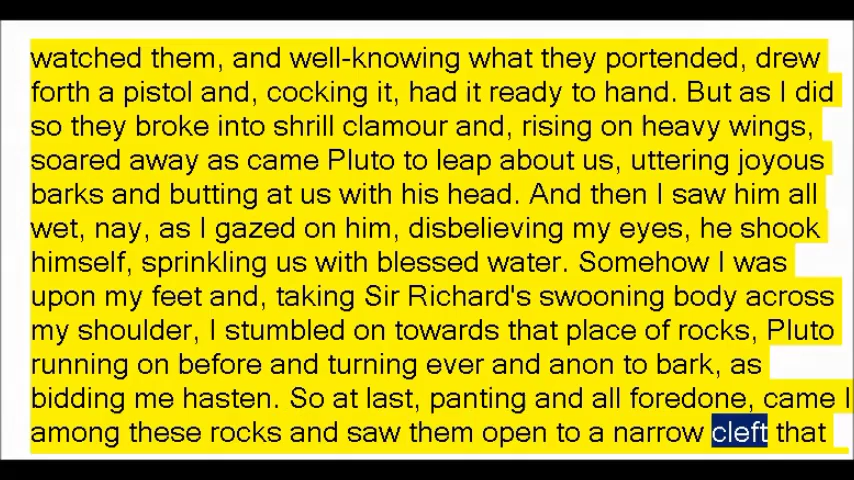 watched them, and well-knowing what they portended, drew
forth a pistol and, cocking it, had it ready to hand. But as I did
so they broke into shrill clamour and, rising on heavy wings,
soared away as came Pluto to leap about us, uttering joyous
barks and butting at us with his head. And then I saw him all
wet, nay, as I gazed on him, disbelieving my eyes, he shook
himself, sprinkling us with blessed water. Somehow I was
upon my feet and, taking Sir Richard's swooning body across
my shoulder, I stumbled on towards that place of rocks, Pluto
running on before and turning ever and anon to bark, as
bidding me hasten. So at last, panting and all foredone, came I
among these rocks and saw them open to a narrow cleft that